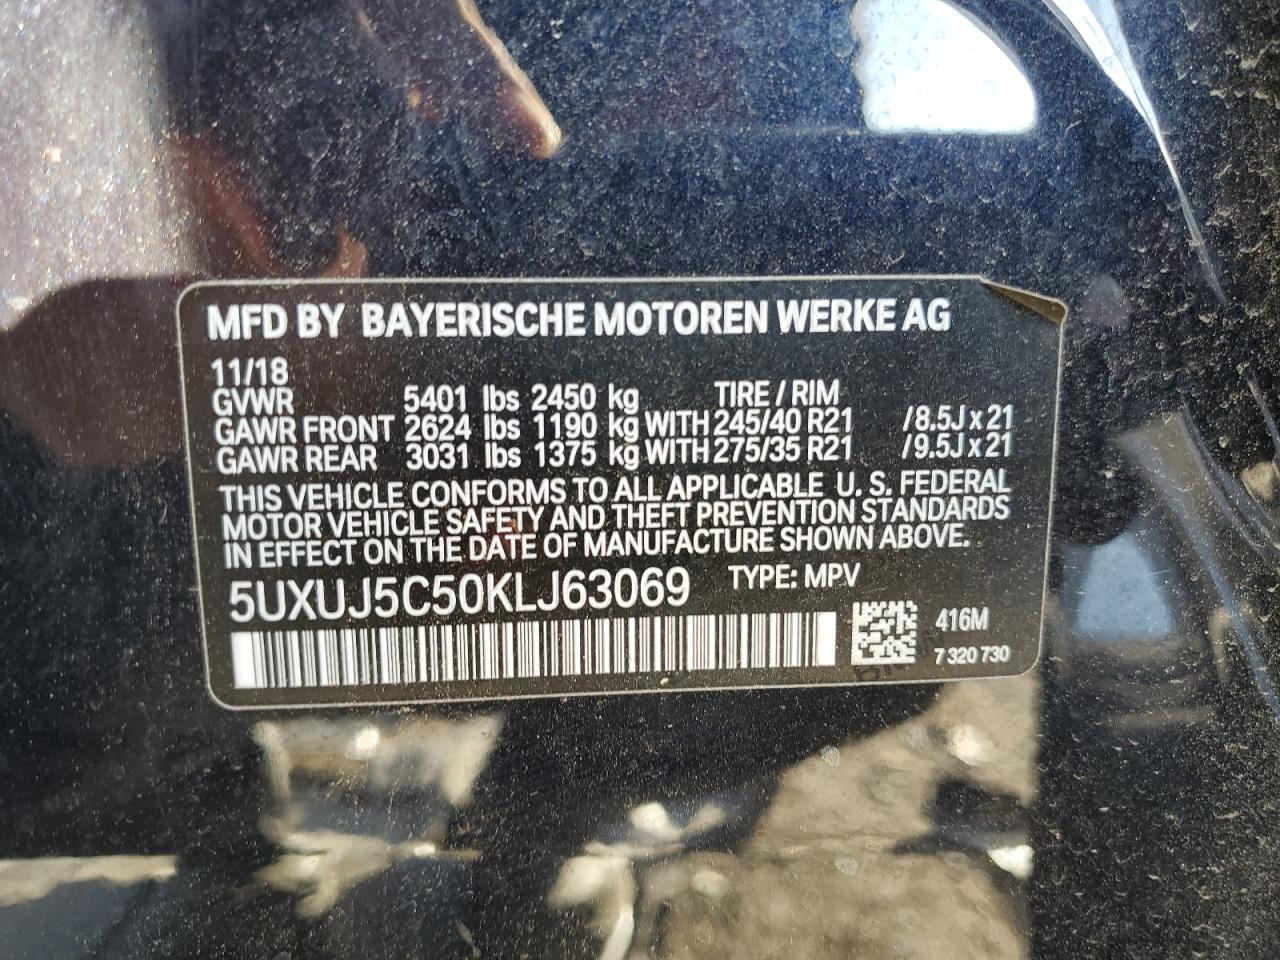 MFD BY BAYERISCHE MOTOREN WERKE AG
11/18
GVWR 5401 lbs 2450 kg TIRE / RIM
GAWR FRONT 2624 lbs 1190 kg WITH 245/40 R21 /8.5J x 21
GAWR REAR 3031 lbs 1375 kg WITH 275/35 R21 /9.5J x 21
THIS VEHICLE CONFORMS TO ALL APPLICABLE U. S. FEDERAL
MOTOR VEHICLE SAFETY AND THEFT PREVENTION STANDARDS
IN EFFECT ON THE DATE OF MANUFACTURE SHOWN ABOVE.
5UXUJ5C50KLJ63069 TYPE: MPV
416M
7 320 730